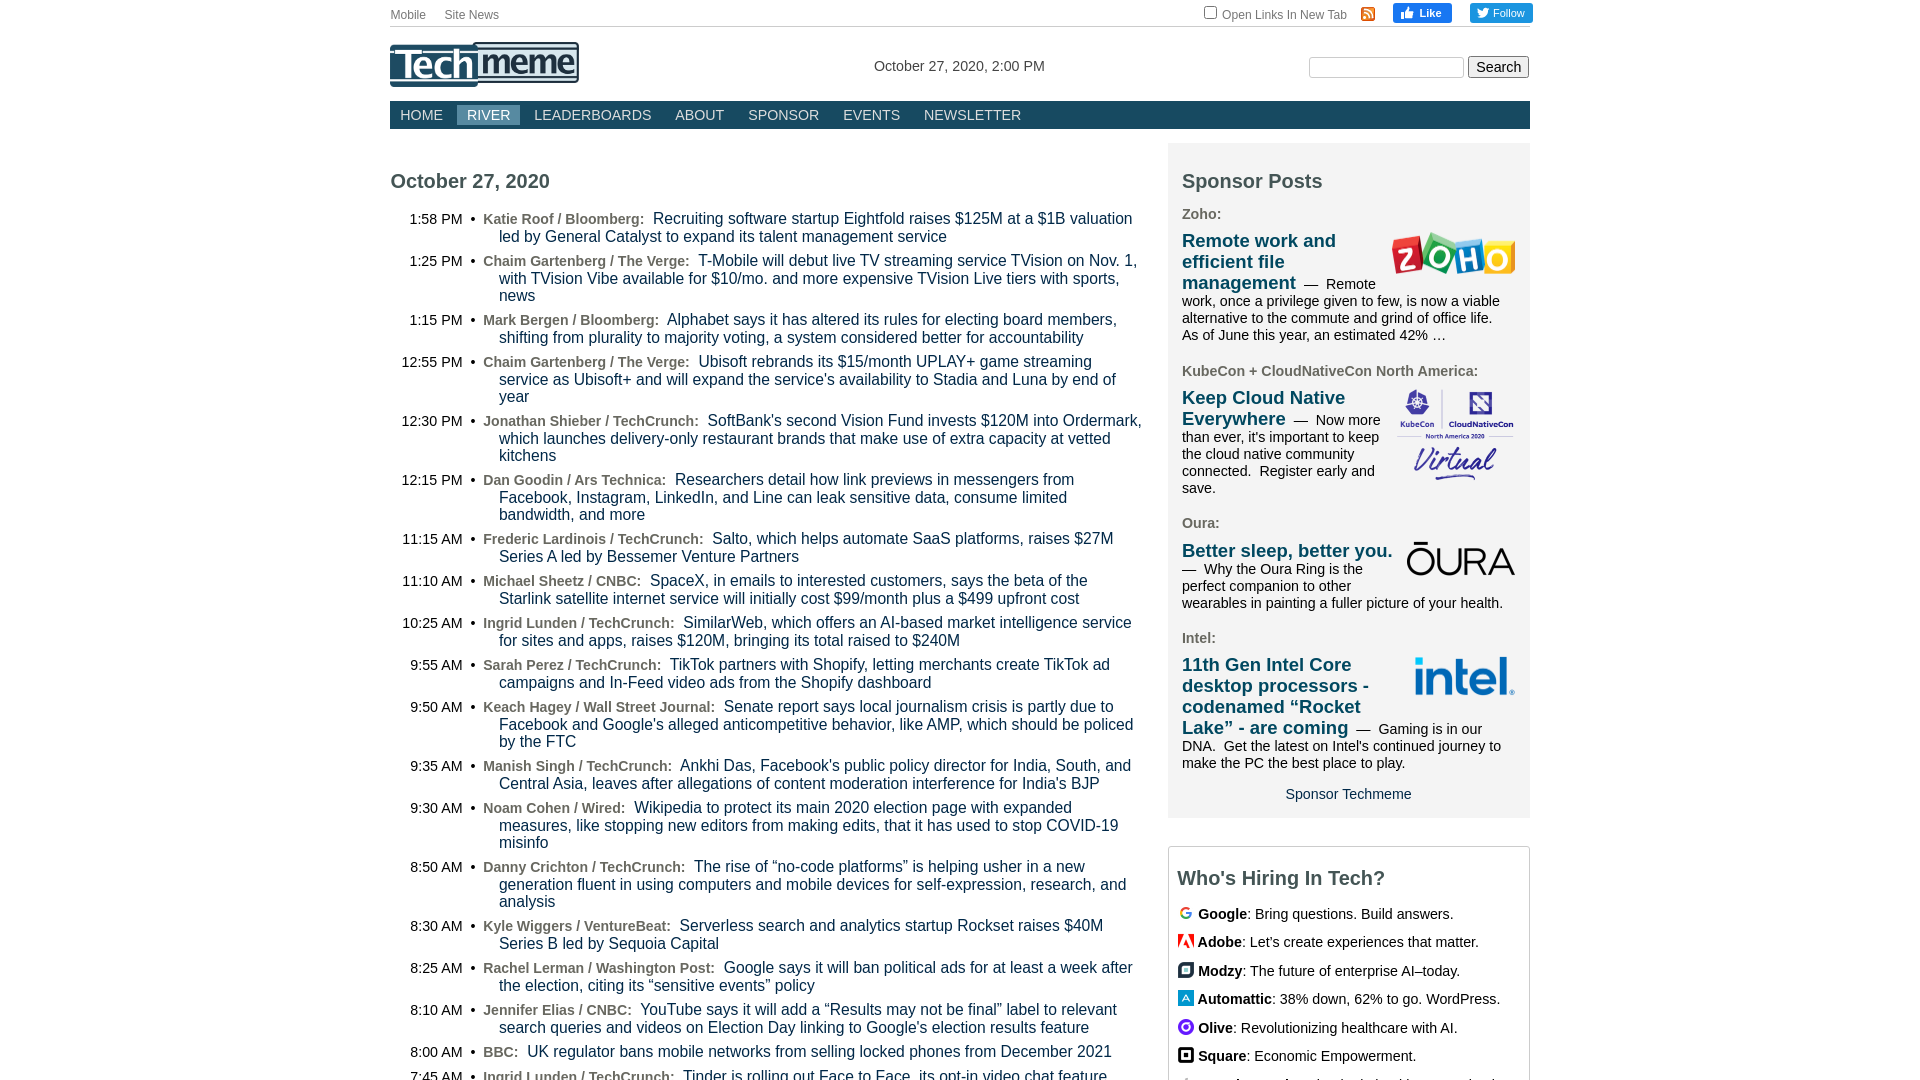 Mobile Site News Open Links In New Tab Like Follow
Techmeme
October 27, 2020, 2:00 PM
Search
HOME RIVER LEADERBOARDS ABOUT SPONSOR EVENTS NEWSLETTER
October 27, 2020
1:58 PM • Katie Roof / Bloomberg: Recruiting software startup Eightfold raises $125M at a $1B valuation
led by General Catalyst to expand its talent management service
1:25 PM • Chaim Gartenberg / The Verge: T-Mobile will debut live TV streaming service TVision on Nov. 1,
with TVision Vibe available for $10/mo. and more expensive TVision Live tiers with sports,
news
1:15 PM • Mark Bergen / Bloomberg: Alphabet says it has altered its rules for electing board members,
shifting from plurality to majority voting, a system considered better for accountability
12:55 PM • Chaim Gartenberg / The Verge: Ubisoft rebrands its $15/month UPLAY+ game streaming
service as Ubisoft+ and will expand the service's availability to Stadia and Luna by end of
year
12:30 PM • Jonathan Shieber / TechCrunch: SoftBank's second Vision Fund invests $120M into Ordermark,
which launches delivery-only restaurant brands that make use of extra capacity at vetted
kitchens
12:15 PM • Dan Goodin / Ars Technica: Researchers detail how link previews in messengers from
Facebook, Instagram, LinkedIn, and Line can leak sensitive data, consume limited
bandwidth, and more
11:15 AM • Frederic Lardinois / TechCrunch: Salto, which helps automate SaaS platforms, raises $27M
Series A led by Bessemer Venture Partners
11:10 AM • Michael Sheetz / CNBC: SpaceX, in emails to interested customers, says the beta of the
Starlink satellite internet service will initially cost $99/month plus a $499 upfront cost
10:25 AM • Ingrid Lunden / TechCrunch: SimilarWeb, which offers an AI-based market intelligence service
for sites and apps, raises $120M, bringing its total raised to $240M
9:55 AM • Sarah Perez / TechCrunch: TikTok partners with Shopify, letting merchants create TikTok ad
campaigns and In-Feed video ads from the Shopify dashboard
9:50 AM • Keach Hagey / Wall Street Journal: Senate report says local journalism crisis is partly due to
Facebook and Google's alleged anticompetitive behavior, like AMP, which should be policed
by the FTC
9:35 AM • Manish Singh / TechCrunch: Ankhi Das, Facebook's public policy director for India, South, and
Central Asia, leaves after allegations of content moderation interference for India's BJP
9:30 AM • Noam Cohen / Wired: Wikipedia to protect its main 2020 election page with expanded
measures, like stopping new editors from making edits, that it has used to stop COVID-19
misinfo
8:50 AM • Danny Crichton / TechCrunch: The rise of “no-code platforms” is helping usher in a new
generation fluent in using computers and mobile devices for self-expression, research, and
analysis
8:30 AM • Kyle Wiggers / VentureBeat: Serverless search and analytics startup Rockset raises $40M
Series B led by Sequoia Capital
8:25 AM • Rachel Lerman / Washington Post: Google says it will ban political ads for at least a week after
the election, citing its “sensitive events” policy
8:10 AM • Jennifer Elias / CNBC: YouTube says it will add a “Results may not be final” label to relevant
search queries and videos on Election Day linking to Google's election results feature
8:00 AM • BBC: UK regulator bans mobile networks from selling locked phones from December 2021
7:45 AM • Ingrid Lunden / TechCrunch: Tinder is rolling out Face to Face, its opt-in video chat feature
Sponsor Posts
Zoho:
ZOHO
Remote work and
efficient file
management — Remote
work, once a privilege given to few, is now a viable
alternative to the commute and grind of office life.
As of June this year, an estimated 42% …
KubeCon + CloudNativeCon North America:
KubeCon CloudNativeCon
North America 2020
Virtual
Keep Cloud Native
Everywhere — Now more
than ever, it's important to keep
the cloud native community
connected. Register early and
save.
Oura:
ŌURA
Better sleep, better you.
— Why the Oura Ring is the
perfect companion to other
wearables in painting a fuller picture of your health.
Intel:
intel®
11th Gen Intel Core
desktop processors -
codenamed “Rocket
Lake” - are coming — Gaming is in our
DNA. Get the latest on Intel's continued journey to
make the PC the best place to play.
Sponsor Techmeme
Who's Hiring In Tech?
Google: Bring questions. Build answers.
Adobe: Let’s create experiences that matter.
Modzy: The future of enterprise AI–today.
Automattic: 38% down, 62% to go. WordPress.
Olive: Revolutionizing healthcare with AI.
Square: Economic Empowerment.